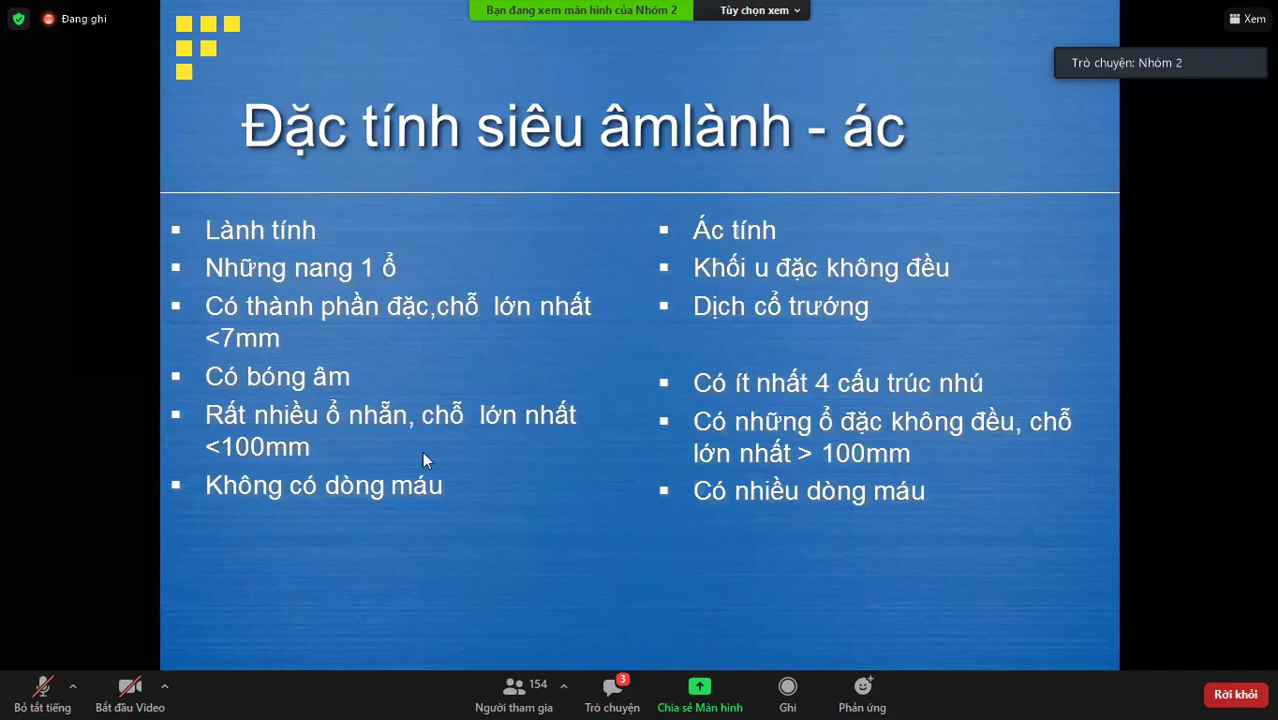 Đang ghi
Bạn đang xem màn hình của Nhóm 2
Tùy chọn xem
Xem
Trò chuyện: Nhóm 2
Đặc tính siêu âmlành - ác
Lành tính
Những nang 1 ổ
Có thành phần đặc,chỗ lớn nhất
<7mm
Có bóng âm
Rất nhiều ổ nhẵn, chỗ lớn nhất
<100mm
Không có dòng máu
Ác tính
Khối u đặc không đều
Dịch cổ trướng
Có ít nhất 4 cấu trúc nhú
Có những ổ đặc không đều, chỗ
lớn nhất > 100mm
Có nhiều dòng máu
Bỏ tắt tiếng
Bắt đầu Video
154
Người tham gia
3
Trò chuyện
Chia sẻ Màn hình
Ghi
Phản ứng
Rời khỏi